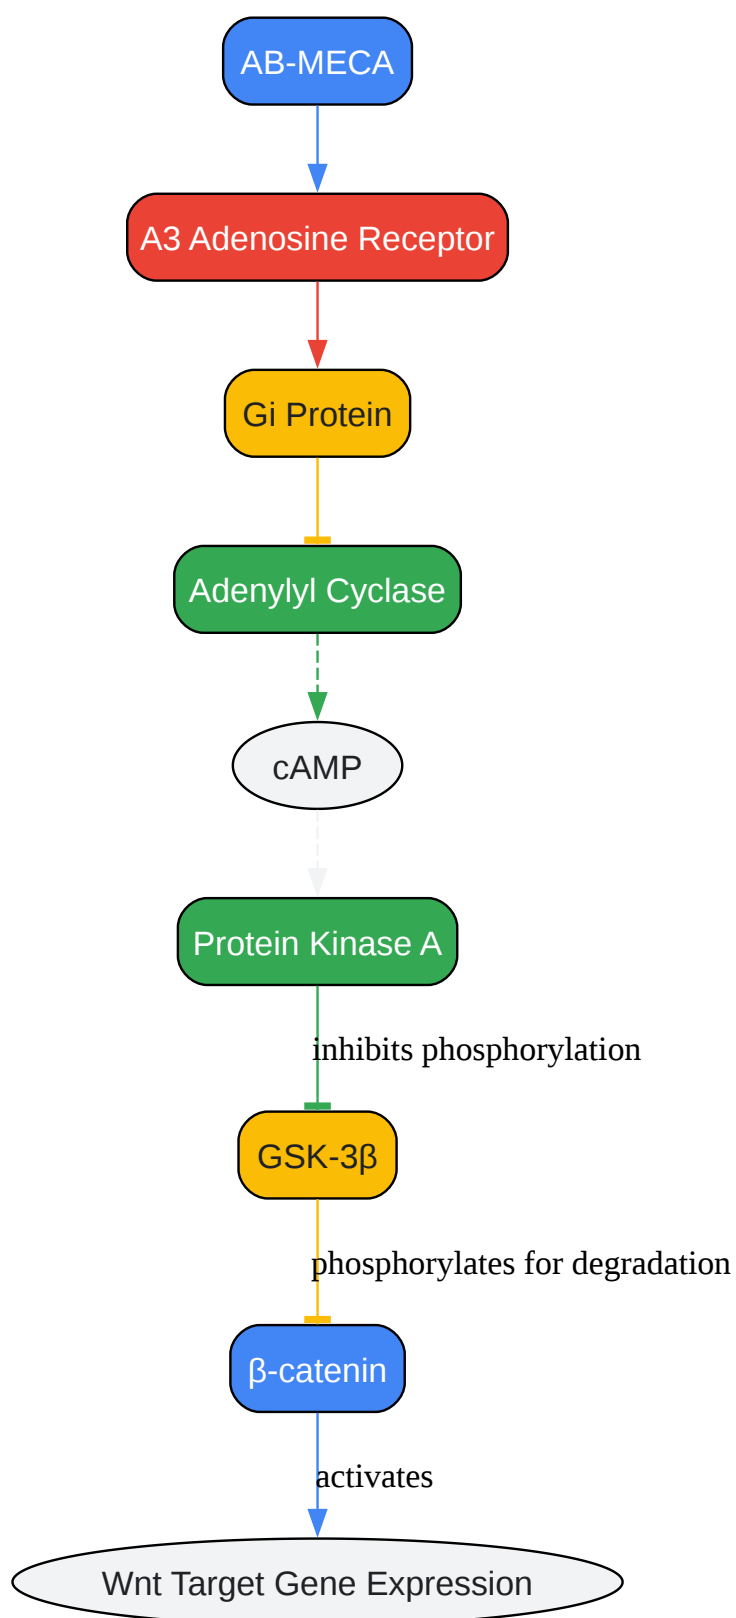 AB-MECA
A3 Adenosine Receptor
Gi Protein
Adenylyl Cyclase
cAMP
Protein Kinase A
inhibits phosphorylation
GSK-3β
phosphorylates for degradation
β-catenin
activates
Wnt Target Gene Expression